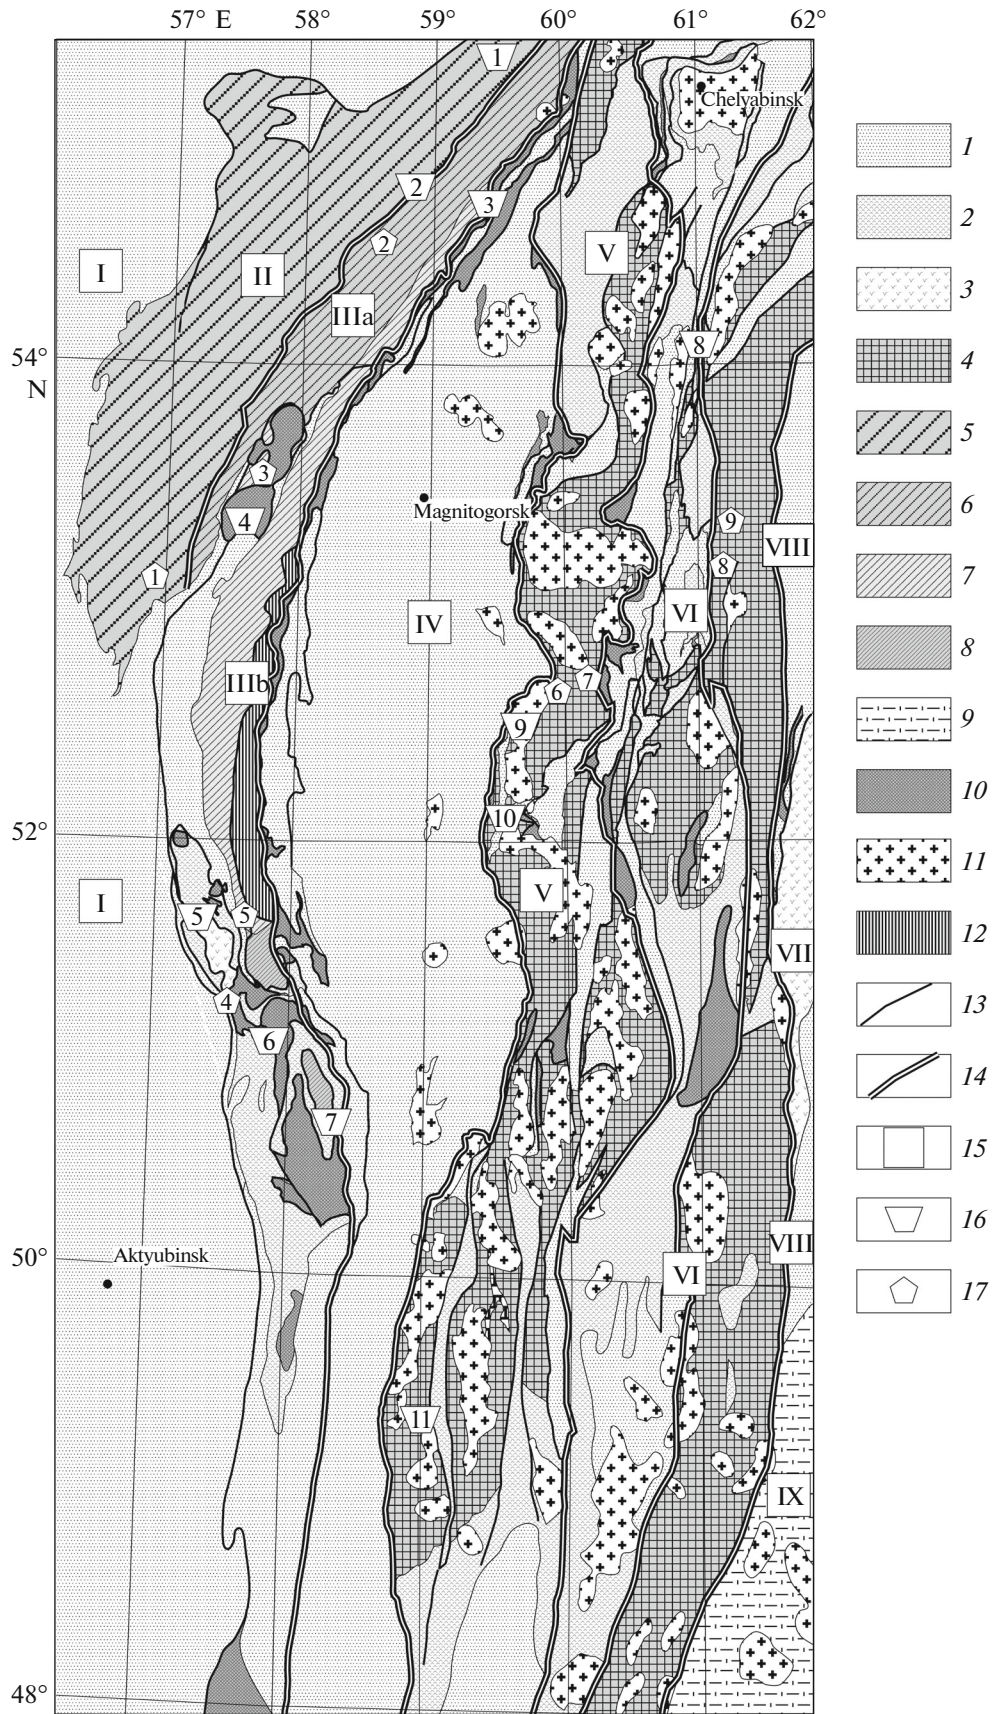 57° E 58° 59° 60° 61° 62°
1
Chelyabinsk
1
2
2
3
3
2
V
I
II
IIIa
4
8
54°
N
5
3
Magnitogorsk
4
6
9
VIII
1
8
7
IV
VI
8
IIIb
6
7
9
9
10
52°
10
11
I
V
5
5
12
VII
4
13
6
14
7
15
16
50°
Aktyubinsk
VIII
VI
17
11
IX
48°